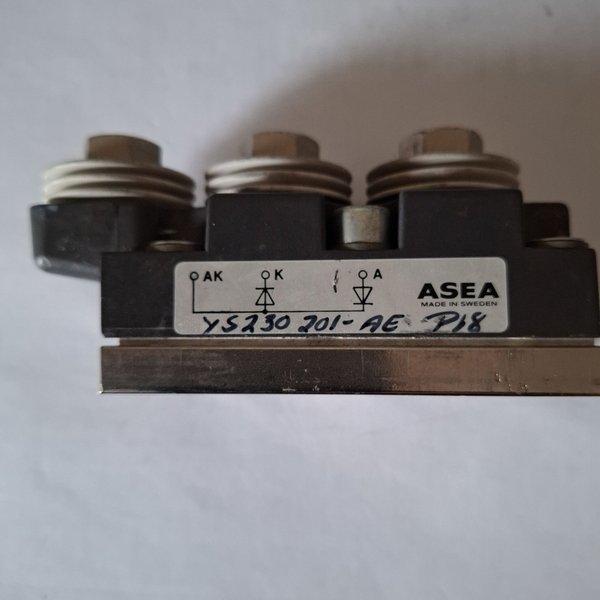 AK K A ASEA
MADE IN SWEDEN
YS230 201-AE P18